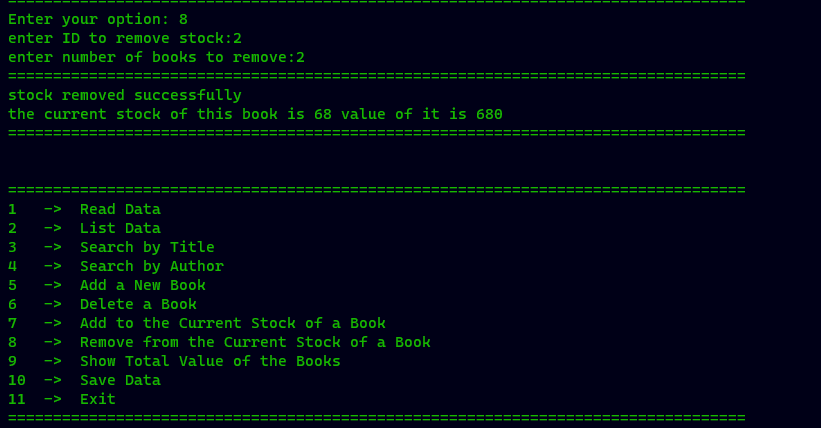 ==================================================================================
Enter your option: 8
enter ID to remove stock:2
enter number of books to remove:2
==================================================================================
stock removed successfully
the current stock of this book is 68 value of it is 680
==================================================================================
==================================================================================
1   ->  Read Data
2   ->  List Data
3   ->  Search by Title
4   ->  Search by Author
5   ->  Add a New Book
6   ->  Delete a Book
7   ->  Add to the Current Stock of a Book
8   ->  Remove from the Current Stock of a Book
9   ->  Show Total Value of the Books
10  ->  Save Data
11  ->  Exit
==================================================================================